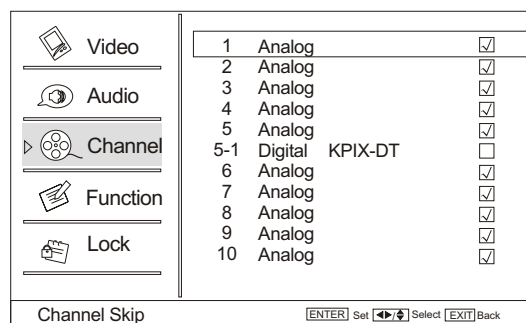 Video
Audio
Channel
Function
Lock
1 Analog
2 Analog
3 Analog
4 Analog
5 Analog
5-1 Digital KPIX-DT
6 Analog
7 Analog
8 Analog
9 Analog
10 Analog
Channel Skip
ENTER Set ◀▶/▲▼ Select EXIT Back